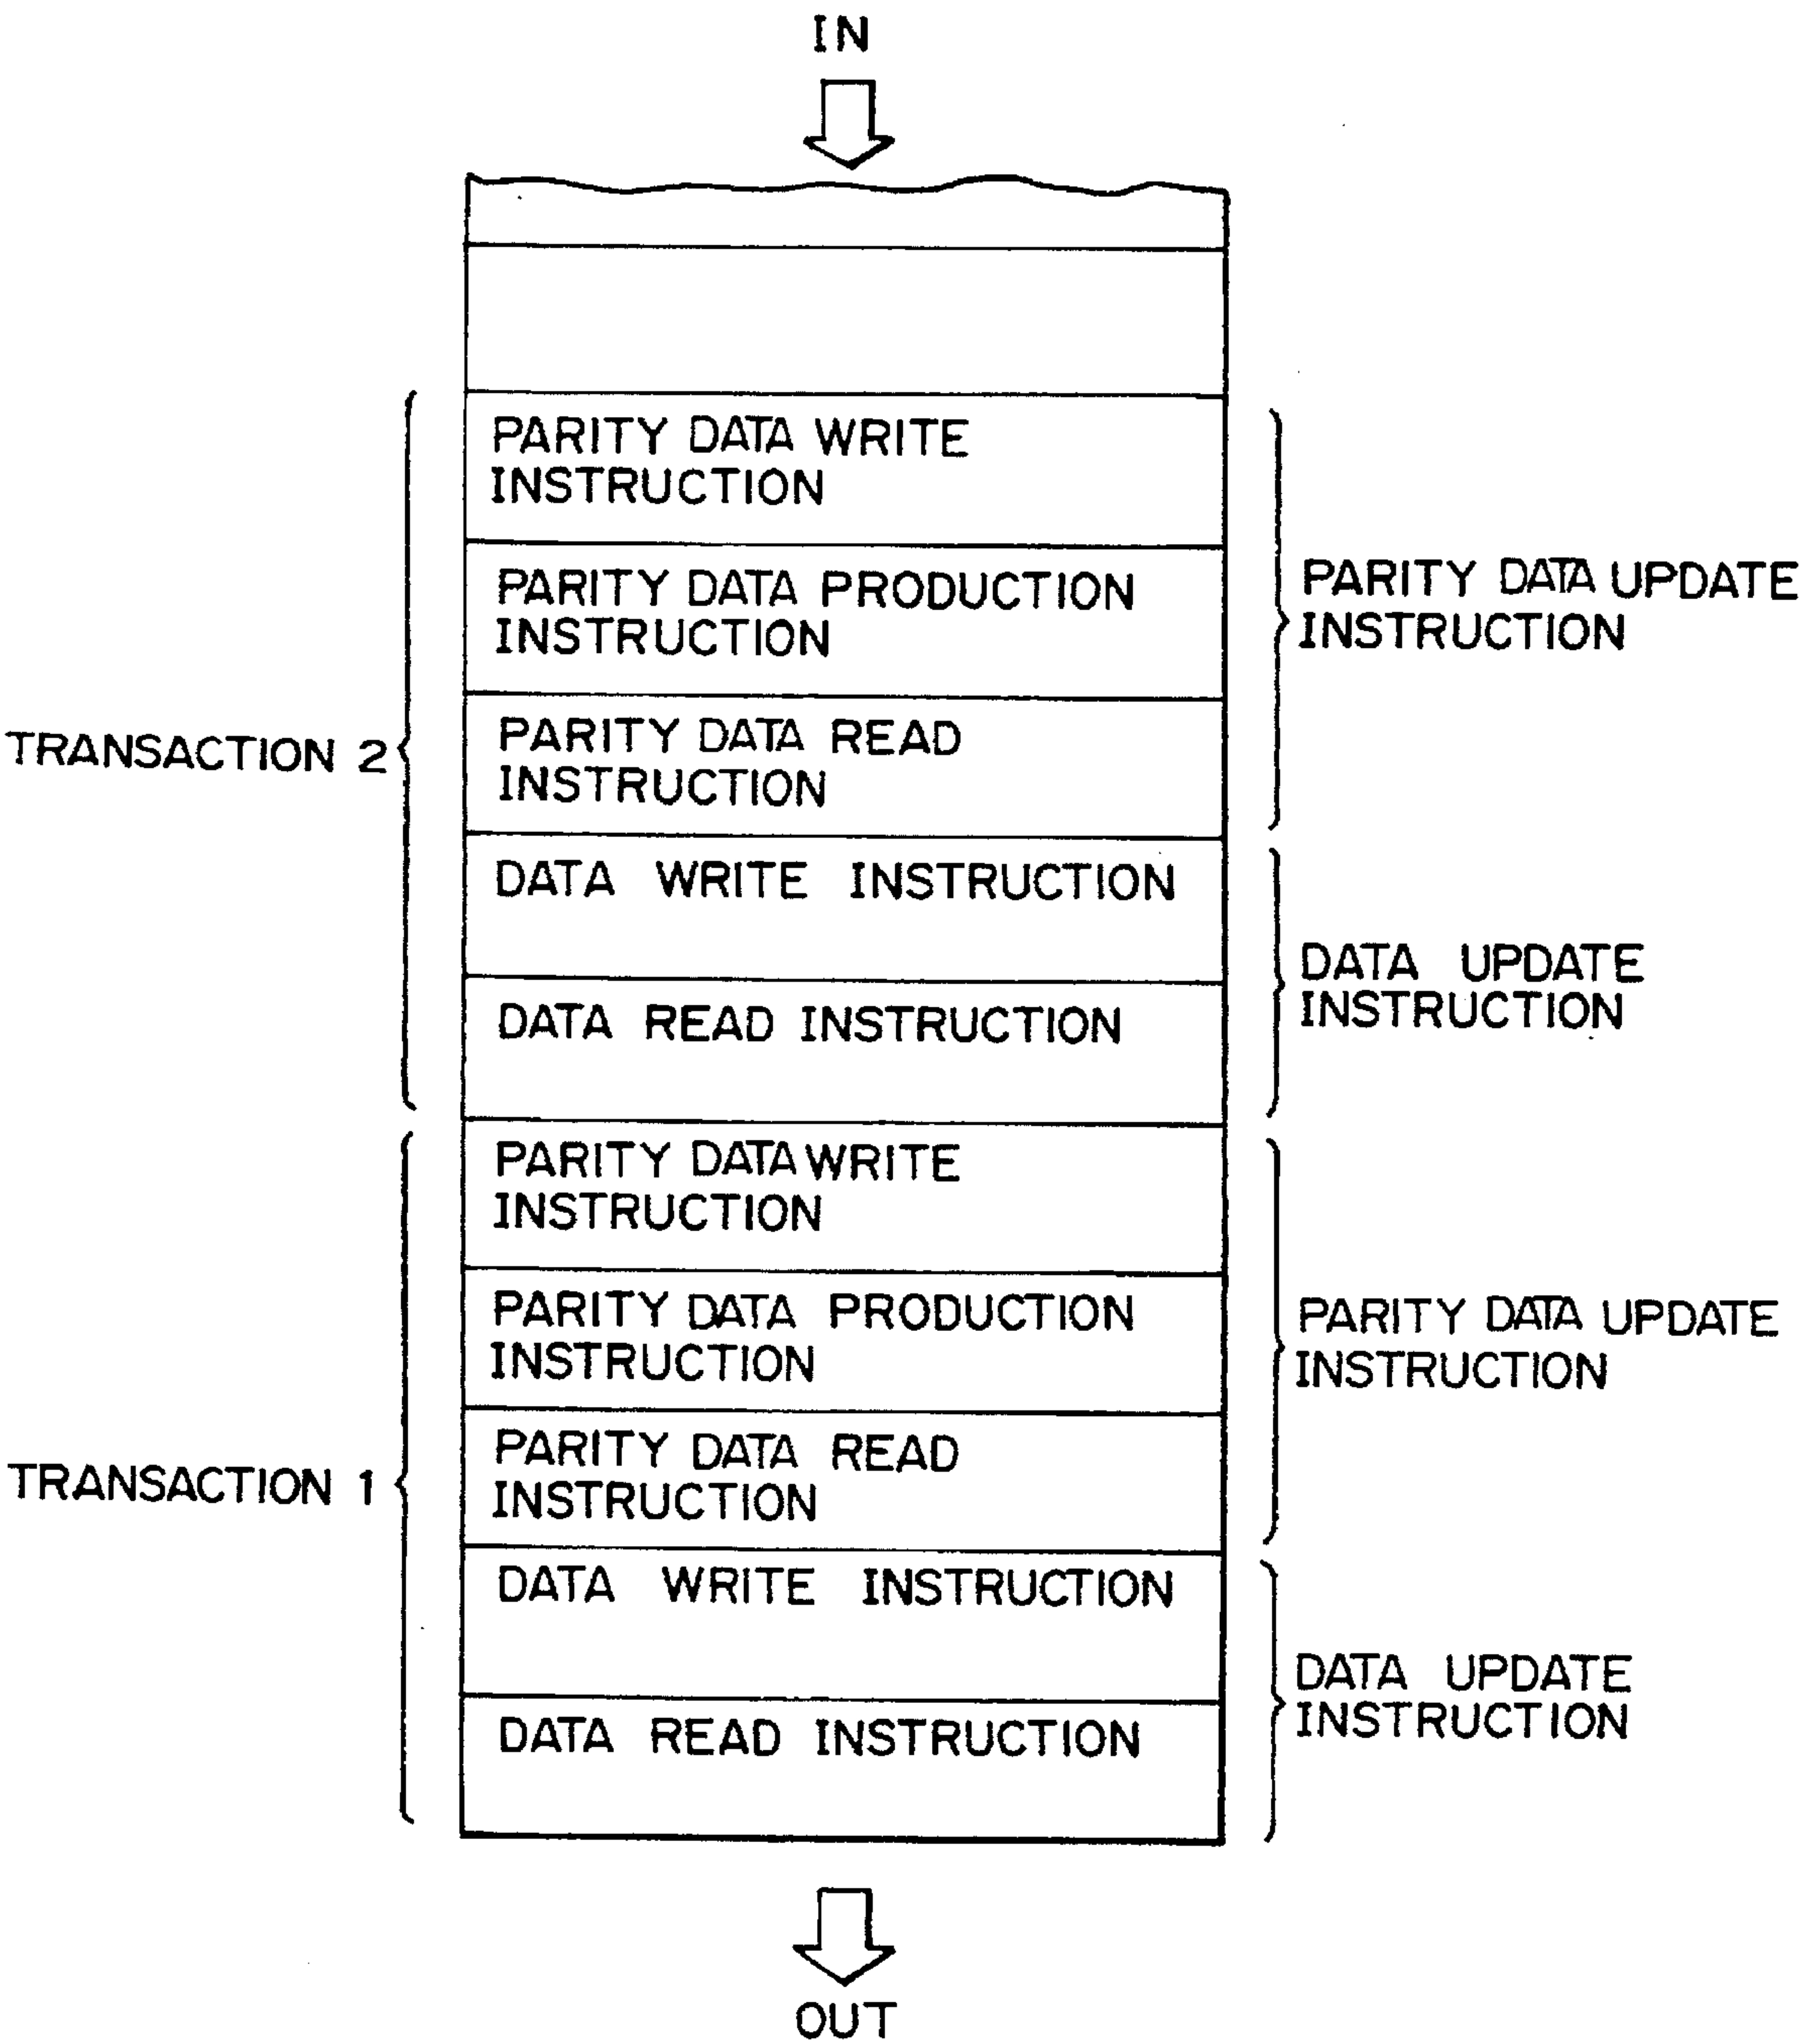 IN
PARITY DATA WRITE
INSTRUCTION
PARITY DATA PRODUCTION
INSTRUCTION
PARITY DATA UPDATE
INSTRUCTION
TRANSACTION 2
PARITY DATA READ
INSTRUCTION
DATA WRITE INSTRUCTION
DATA UPDATE
INSTRUCTION
DATA READ INSTRUCTION
PARITY DATA WRITE
INSTRUCTION
PARITY DATA PRODUCTION
INSTRUCTION
PARITY DATA UPDATE
INSTRUCTION
TRANSACTION 1
PARITY DATA READ
INSTRUCTION
DATA WRITE INSTRUCTION
DATA UPDATE
INSTRUCTION
DATA READ INSTRUCTION
OUT